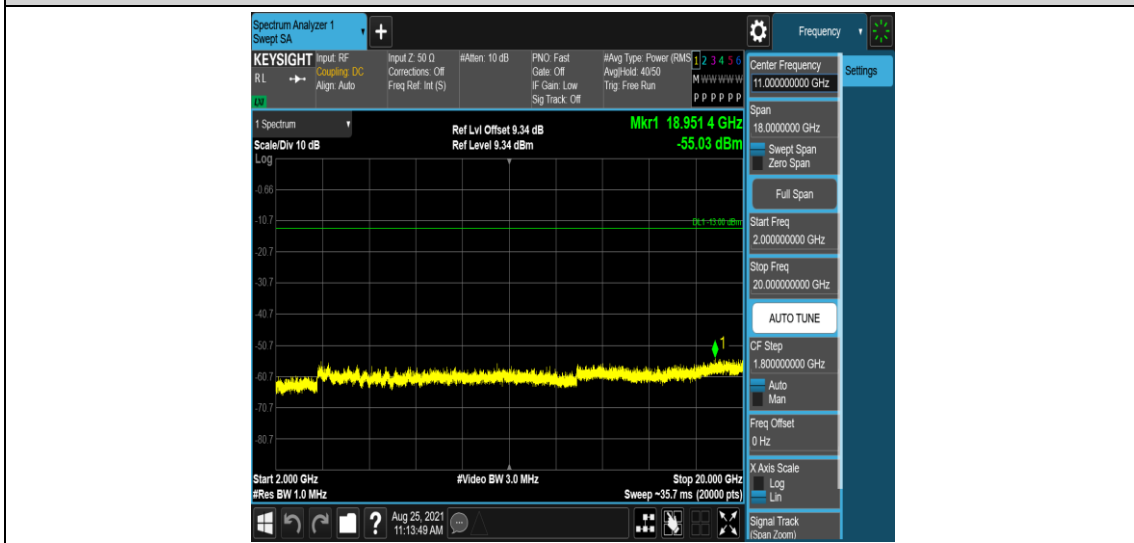 Spectrum Analyzer 1
Swept SA
+
Frequency
KEYSIGHT
RL
Input: RF
Coupling: DC
Align: Auto
Input Z: 50 Ω
Corrections: Off
Freq Ref: Int (S)
#Atten: 10 dB
PNO: Fast
Gate: Off
IF Gain: Low
Sig Track: Off
#Avg Type: Power (RMS
Avg|Hold: 40/50
Trig: Free Run
1 2 3 4 5 6
M W W W W W
P P P P P P
Center Frequency
11.000000000 GHz
Settings
1 Spectrum
Scale/Div 10 dB
Ref Lvl Offset 9.34 dB
Ref Level 9.34 dBm
Mkr1 18.951 4 GHz
-55.03 dBm
Span
18.0000000 GHz
Swept Span
Zero Span
Full Span
Start Freq
2.000000000 GHz
Stop Freq
20.000000000 GHz
AUTO TUNE
CF Step
1.800000000 GHz
Auto
Man
Freq Offset
0 Hz
X Axis Scale
Log
Lin
Signal Track
(Span Zoom)
Log
-0.66
-10.7
DL1 -13.00 dBm
-20.7
-30.7
-40.7
-50.7
1
-60.7
-70.7
-80.7
Start 2.000 GHz
#Video BW 3.0 MHz
Stop 20.000 GHz
#Res BW 1.0 MHz
Sweep ~35.7 ms (20000 pts)
?
Aug 25, 2021
11:13:49 AM